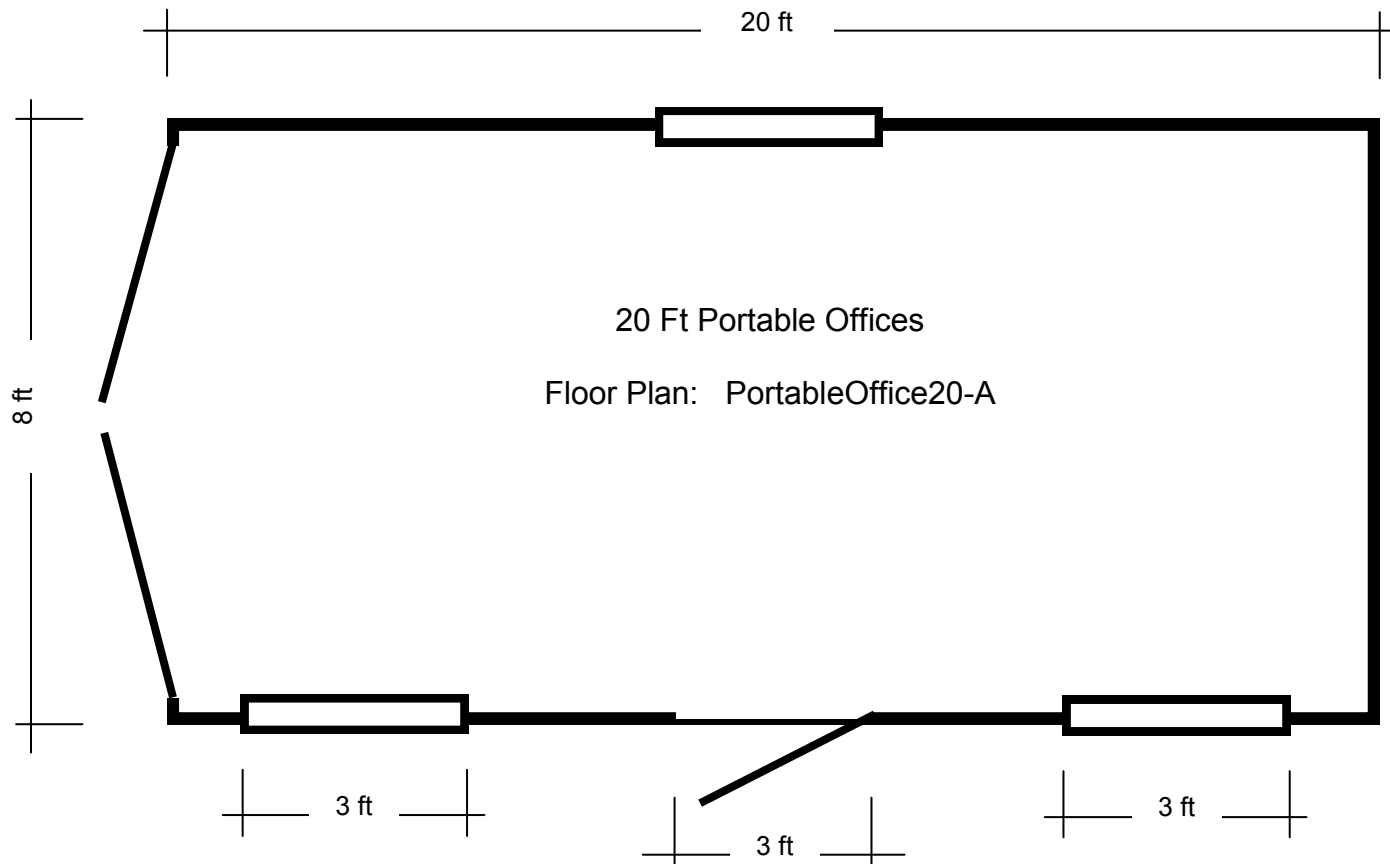 20 ft
8 ft
20 Ft Portable Offices
Floor Plan: PortableOffice20-A
3 ft
3 ft
3 ft